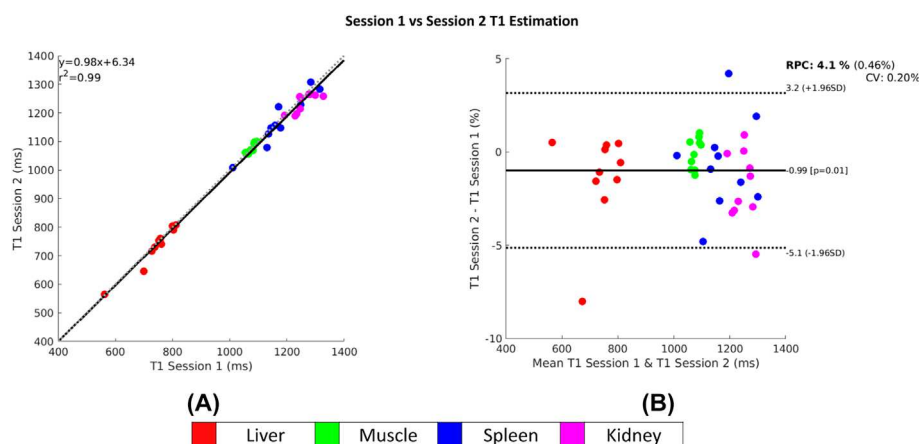 Session 1 vs Session 2 T1 Estimation
y=0.98x+6.34
r²=0.99
1400
1300
1200
1100
1000
900
800
700
600
500
400
T1 Session 2 (ms)
400 600 800 1000 1200 1400
T1 Session 1 (ms)
(A)
5
0
-5
-10
T1 Session 2 - T1 Session 1 (%)
RPC: 4.1 % (0.46%)
CV: 0.20%
3.2 (+1.96SD)
-0.99 [p=0.01]
-5.1 (-1.96SD)
400 600 800 1000 1200 1400
Mean T1 Session 1 & T1 Session 2 (ms)
(B)
Liver Muscle Spleen Kidney